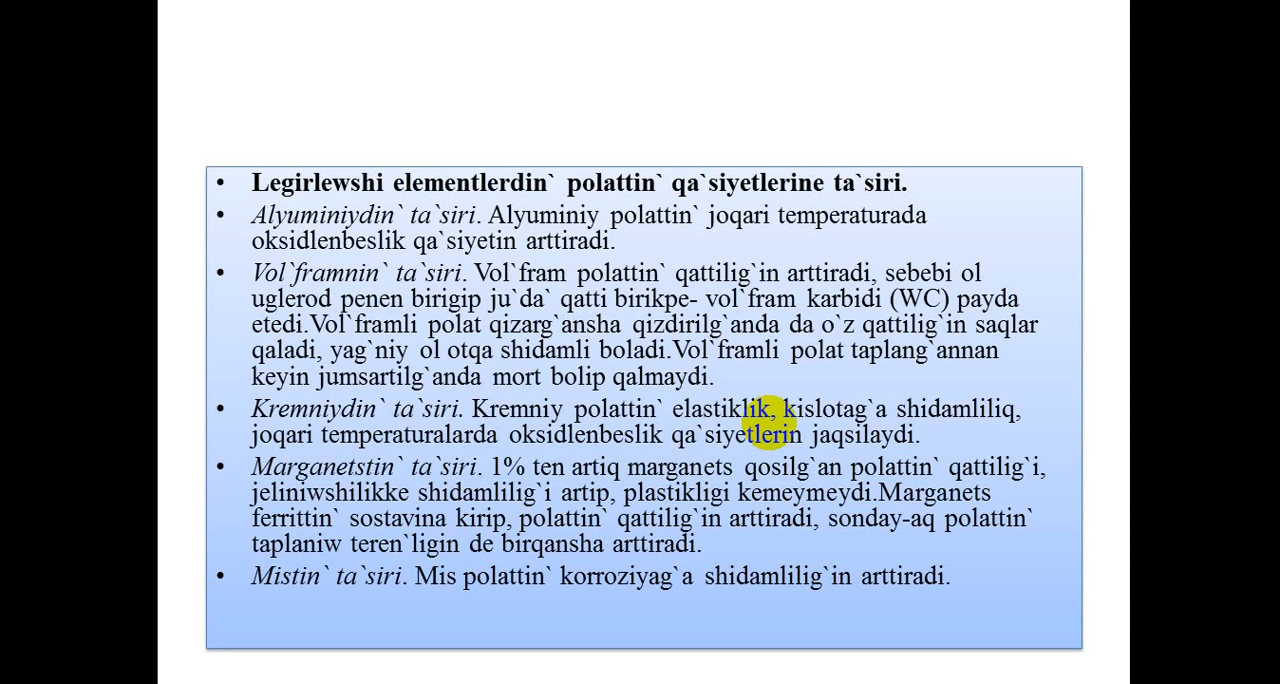 • Legirlewshi elementlerdin` polattin` qa`siyetlerine ta`siri.
• Alyuminiydin` ta`siri. Alyuminiy polattin` joqari temperaturada
oksidlenbeslik qa`siyetin arttiradi.
• Vol`framnin` ta`siri. Vol`fram polattin` qattilig`in arttiradi, sebebi ol
uglerod penen birigip ju`da` qatti birikpe- vol`fram karbidi (WC) payda
etedi.Vol`framli polat qizarg`ansha qizdirilg`anda da o`z qattilig`in saqlar
qaladi, yag`niy ol otqa shidamli boladi.Vol`framli polat taplang`annan
keyin jumsartilg`anda mort bolip qalmaydi.
• Kremniydin` ta`siri. Kremniy polattin` elastiklik, kislotag`a shidamliliq,
joqari temperaturalarda oksidlenbeslik qa`siyetlerin jaqsilaydi.
• Marganetstin` ta`siri. 1% ten artiq marganets qosilg`an polattin` qattilig`i,
jeliniwshilikke shidamlilig`i artip, plastikligi kemeymeydi.Marganets
ferrittin` sostavina kirip, polattin` qattilig`in arttiradi, sonday-aq polattin`
taplaniw teren`ligin de birqansha arttiradi.
• Mistin` ta`siri. Mis polattin` korroziyag`a shidamlilig`in arttiradi.